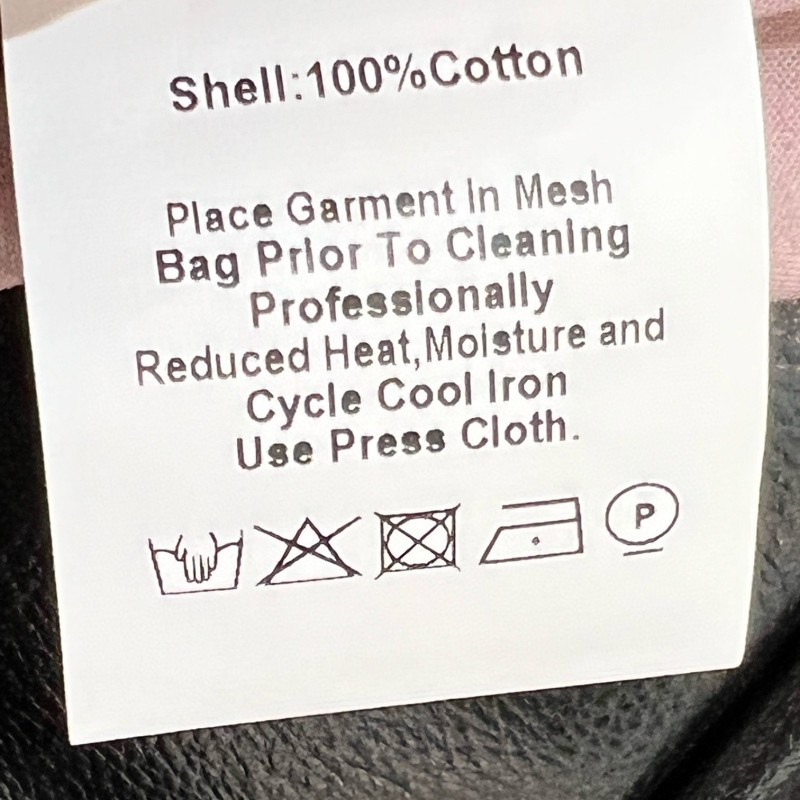 Shell:100%Cotton
Place Garment In Mesh
Bag Prior To Cleaning
Professionally
Reduced Heat,Moisture and
Cycle Cool Iron
Use Press Cloth.
P